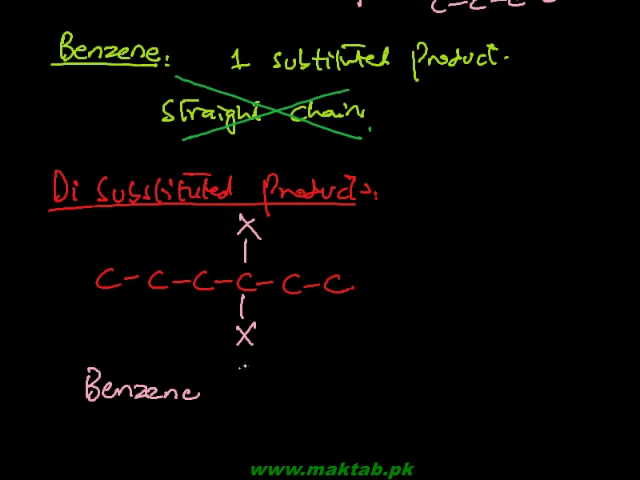 C-C-C-C
Benzene: 1 substituted Product.
Straight chain.
Di Substituted Products.
X
C-C-C-C-C-C
X
Benzene
www.maktab.pk